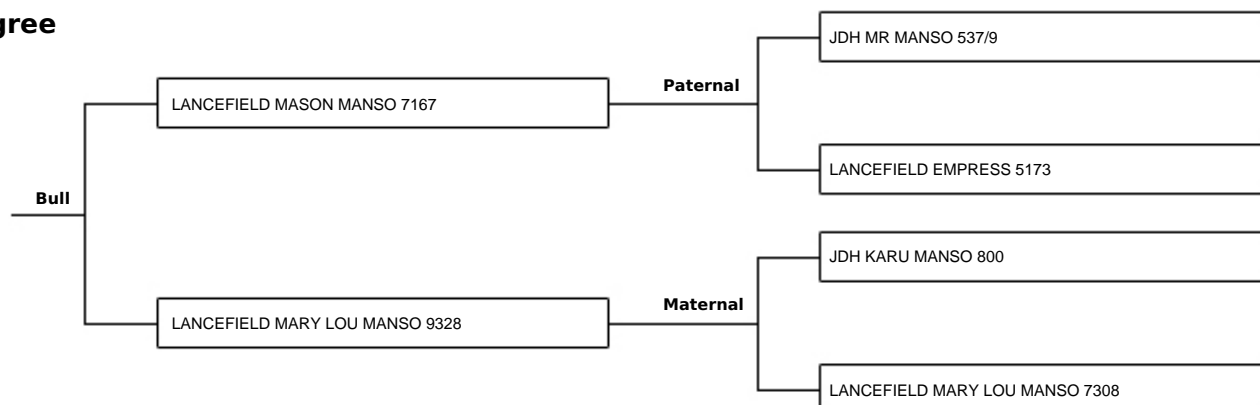 gree
JDH MR MANSO 537/9
Paternal
LANCEFIELD MASON MANSO 7167
LANCEFIELD EMPRESS 5173
Bull
JDH KARU MANSO 800
Maternal
LANCEFIELD MARY LOU MANSO 9328
LANCEFIELD MARY LOU MANSO 7308